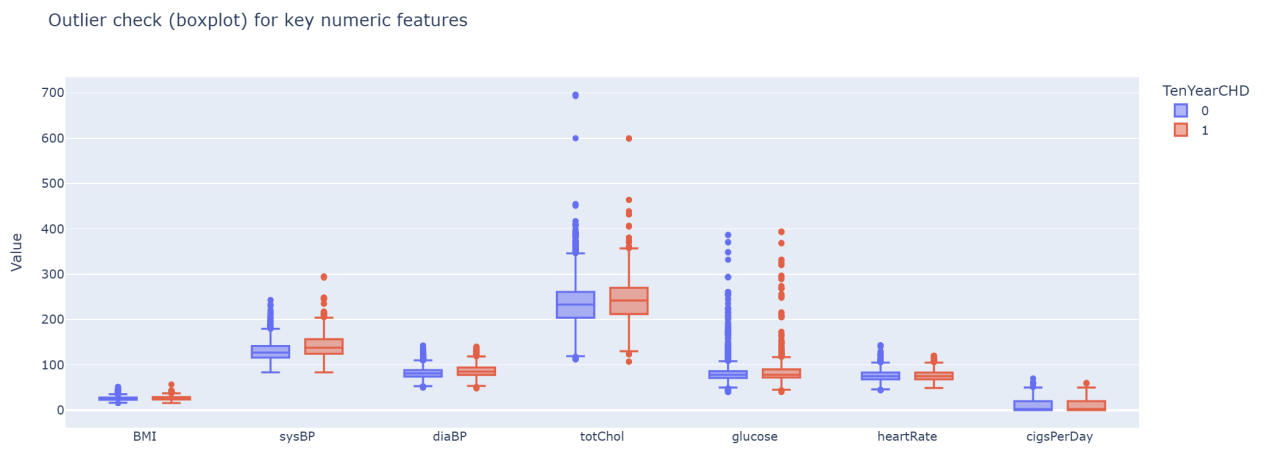 Outlier check (boxplot) for key numeric features
TenYearCHD
0
1
Value
700
600
500
400
300
200
100
0
BMI sysBP diaBP totChol glucose heartRate cigsPerDay